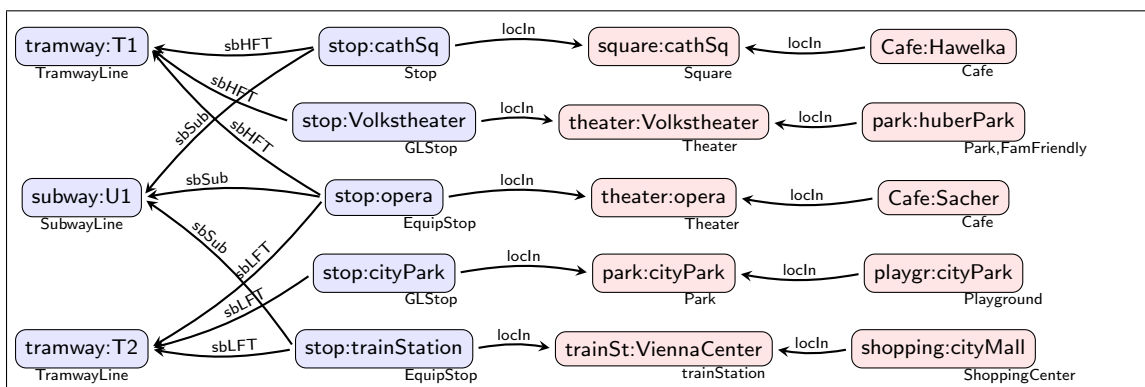 tramway:T1
TramwayLine
sbHFT
stop:cathSq
Stop
locIn
square:cathSq
Square
locIn
Cafe:Hawelka
Cafe
sbHFT
sbSub
sbHFT
stop:Volkstheater
GLStop
locIn
theater:Volkstheater
Theater
locIn
park:huberPark
Park,FamFriendly
subway:U1
SubwayLine
sbSub
stop:opera
EquipStop
locIn
theater:opera
Theater
locIn
Cafe:Sacher
Cafe
sbSub
sbLFT
sbLFT
stop:cityPark
GLStop
locIn
park:cityPark
Park
locIn
playgr:cityPark
Playground
tramway:T2
TramwayLine
sbLFT
stop:trainStation
EquipStop
locIn
trainSt:ViennaCenter
trainStation
locIn
shopping:cityMall
ShoppingCenter